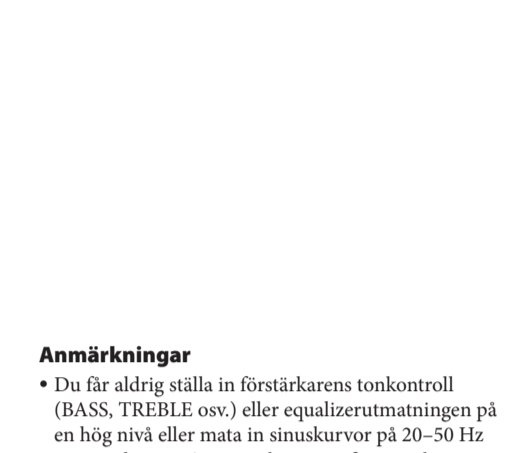 Anmärkningar
• Du får aldrig ställa in förstärkarens tonkontroll
(BASS, TREBLE osv.) eller equalizerutmatningen på
en hög nivå eller mata in sinuskurvor på 20–50 Hz